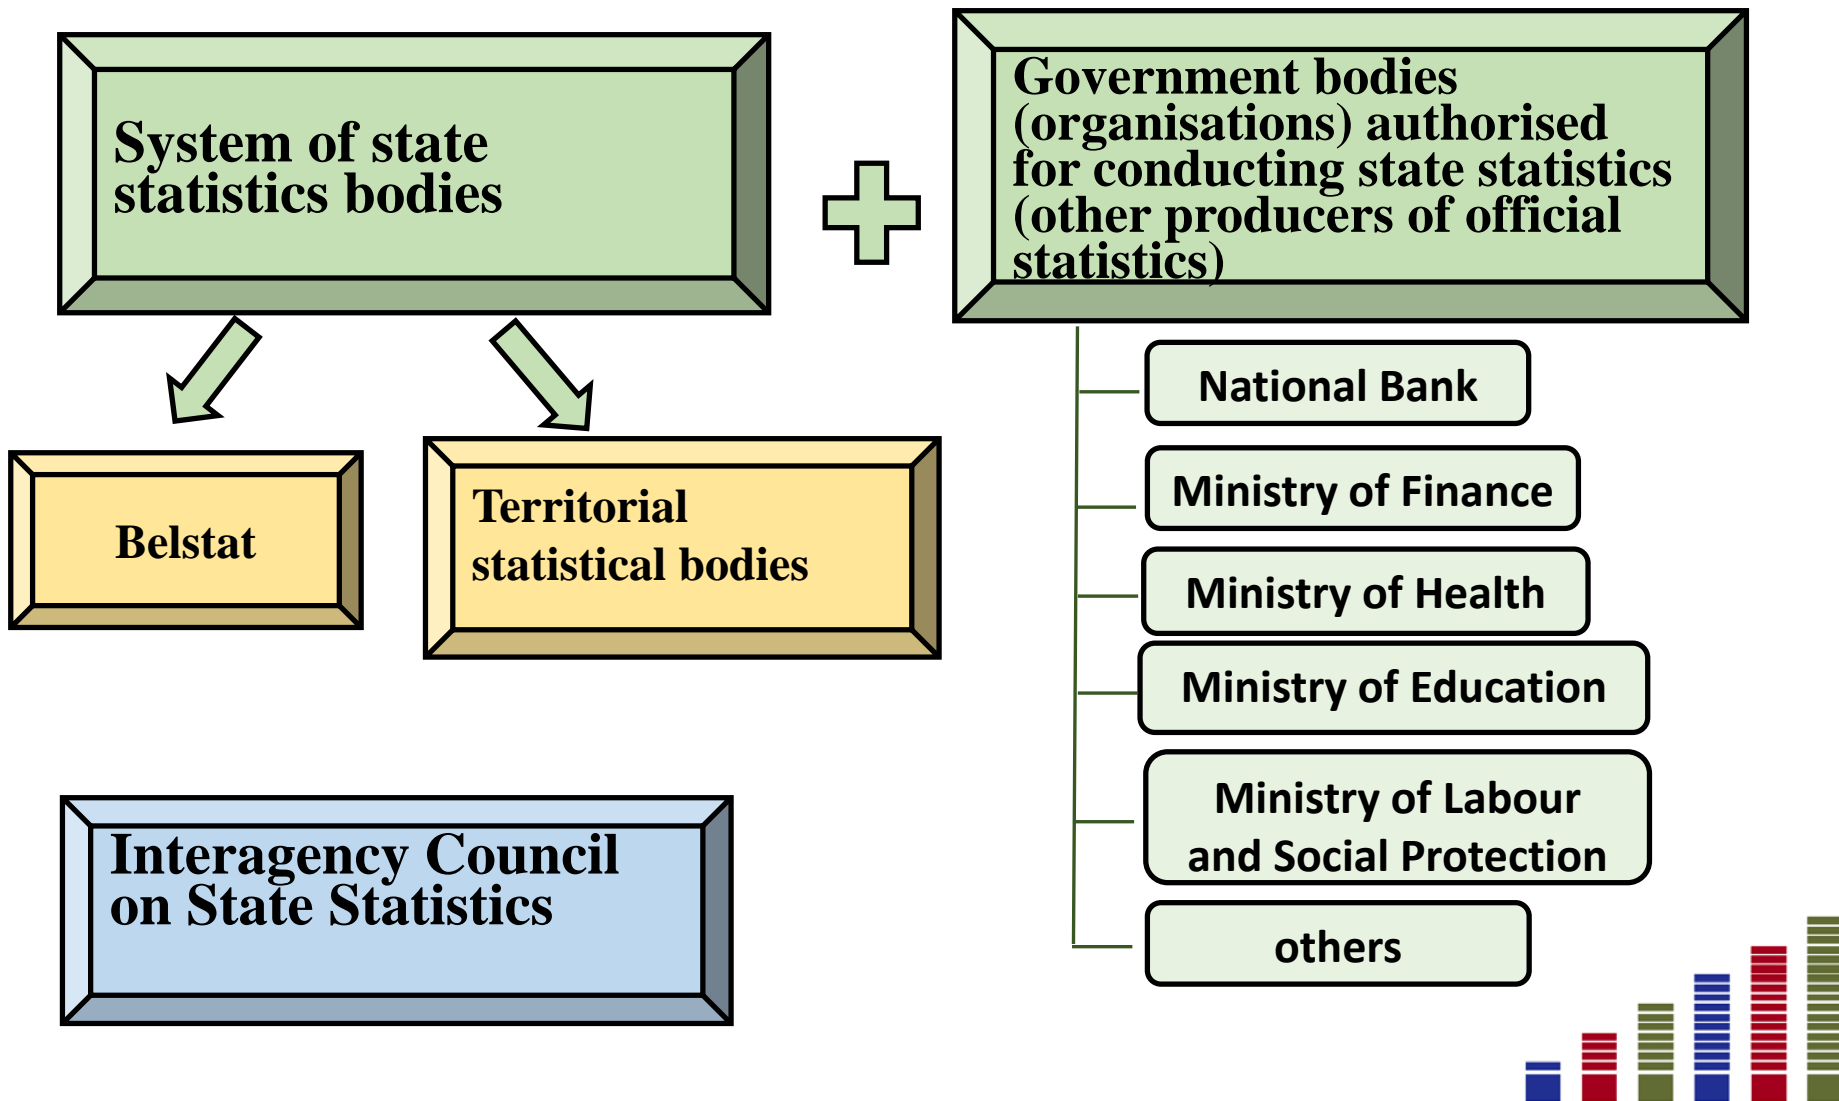 System of state
statistics bodies
Government bodies
(organisations) authorised
for conducting state statistics
(other producers of official
statistics)
Belstat
Territorial
statistical bodies
National Bank
Ministry of Finance
Ministry of Health
Ministry of Education
Ministry of Labour
and Social Protection
others
Interagency Council
on State Statistics